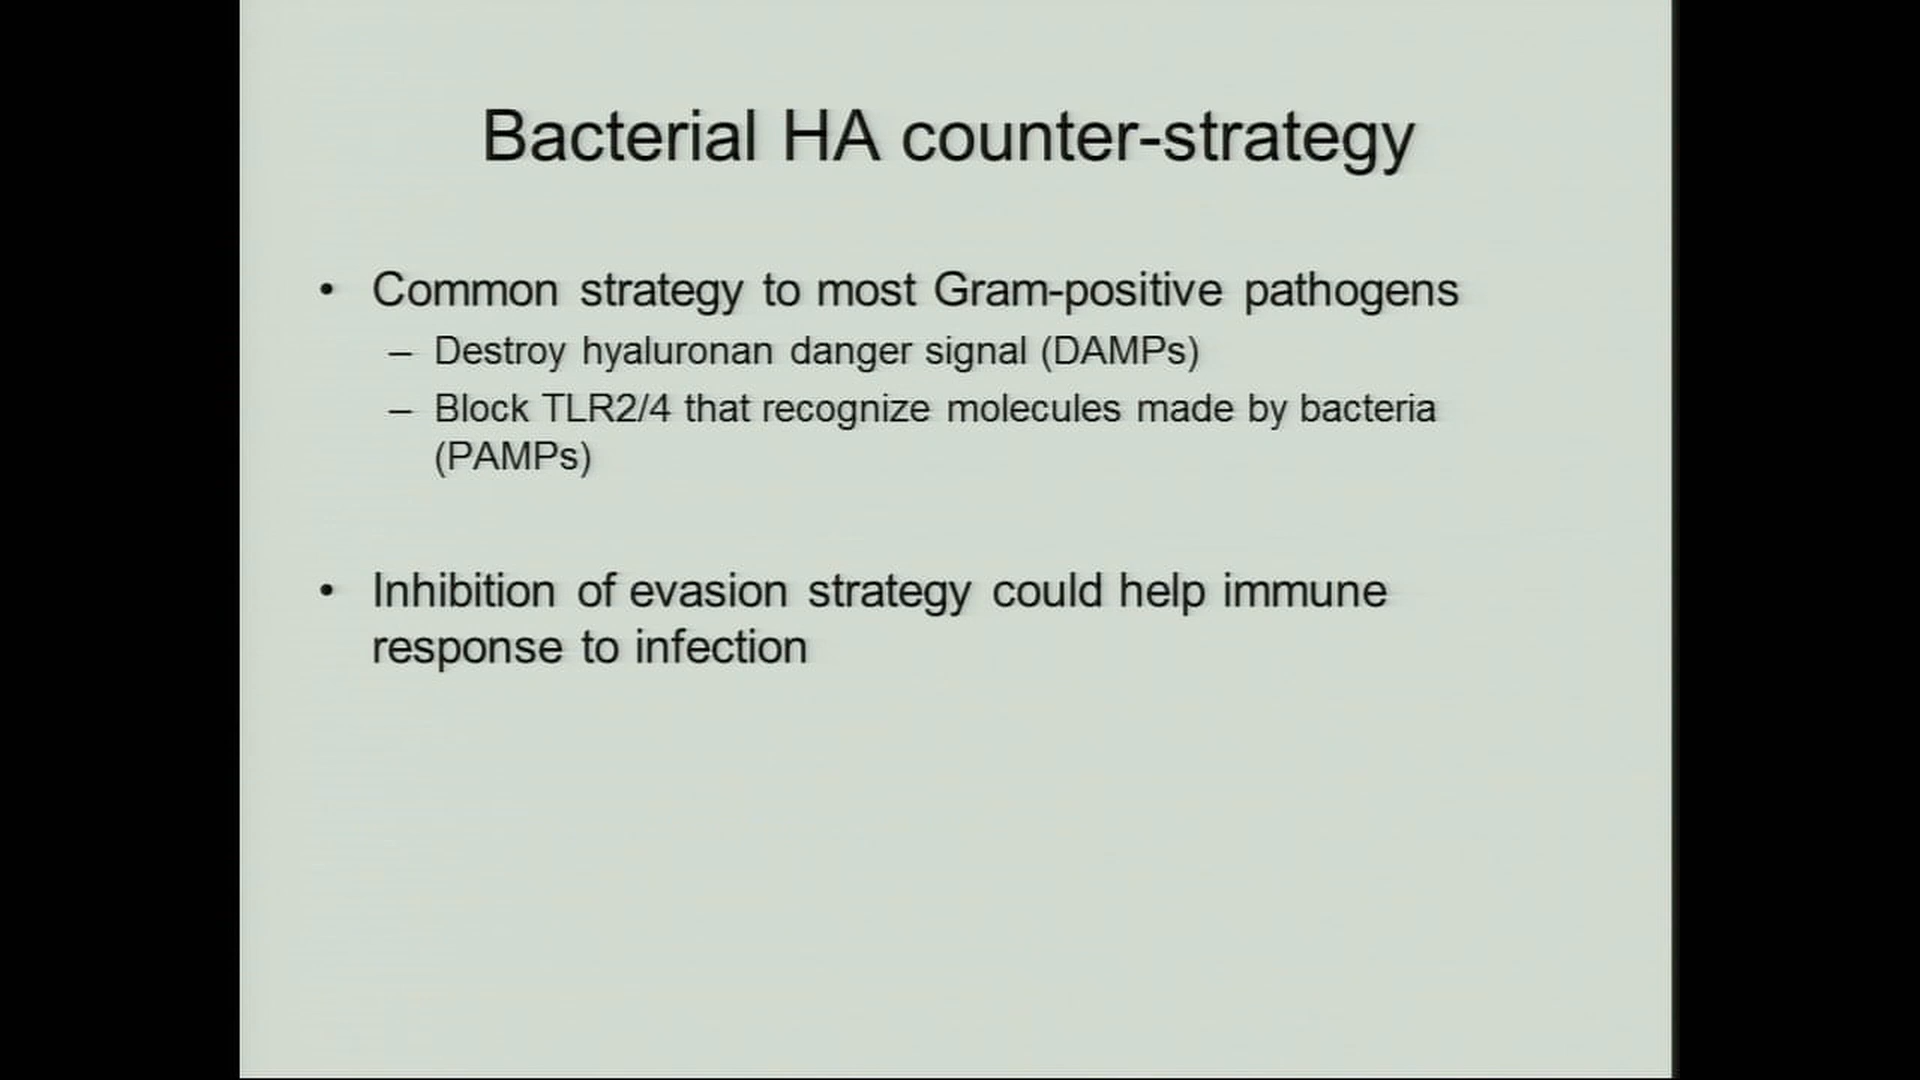 Bacterial HA counter-strategy
• Common strategy to most Gram-positive pathogens
– Destroy hyaluronan danger signal (DAMPs)
– Block TLR2/4 that recognize molecules made by bacteria
(PAMPs)
• Inhibition of evasion strategy could help immune
response to infection